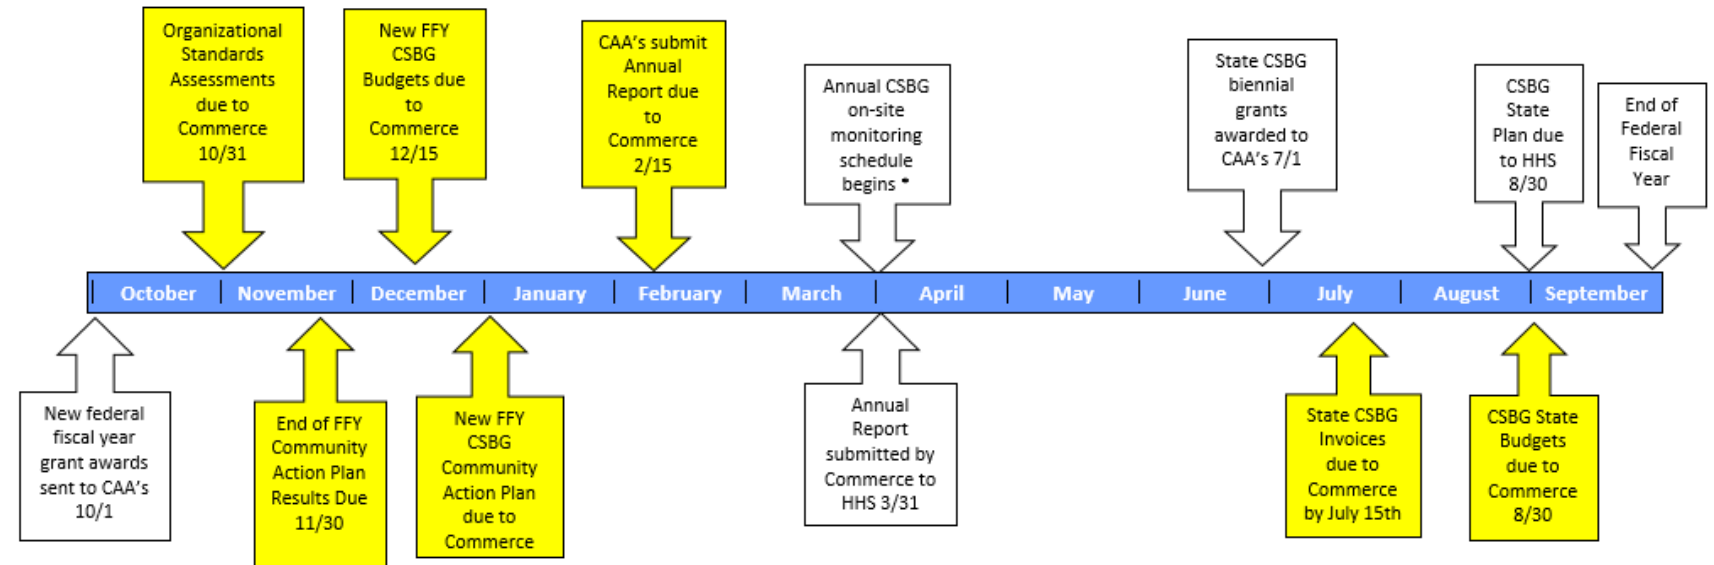 Organizational
Standards
Assessments
due to
Commerce
10/31
New FFY
CSBG
Budgets due
to
Commerce
12/15
CAA's submit
Annual
Report due
to
Commerce
2/15
Annual CSBG
on-site
monitoring
schedule
begins *
State CSBG
biennial
grants
awarded to
CAA's 7/1
CSBG
State
Plan due
to HHS
8/30
End of
Federal
Fiscal
Year
October
November
December
January
February
March
April
May
June
July
August
September
New federal
fiscal year
grant awards
sent to CAA's
10/1
End of FFY
Community
Action Plan
Results Due
11/30
New FFY
CSBG
Community
Action Plan
due to
Commerce
Annual
Report
submitted by
Commerce to
HHS 3/31
State CSBG
Invoices
due to
Commerce
by July 15th
CSBG State
Budgets
due to
Commerce
8/30